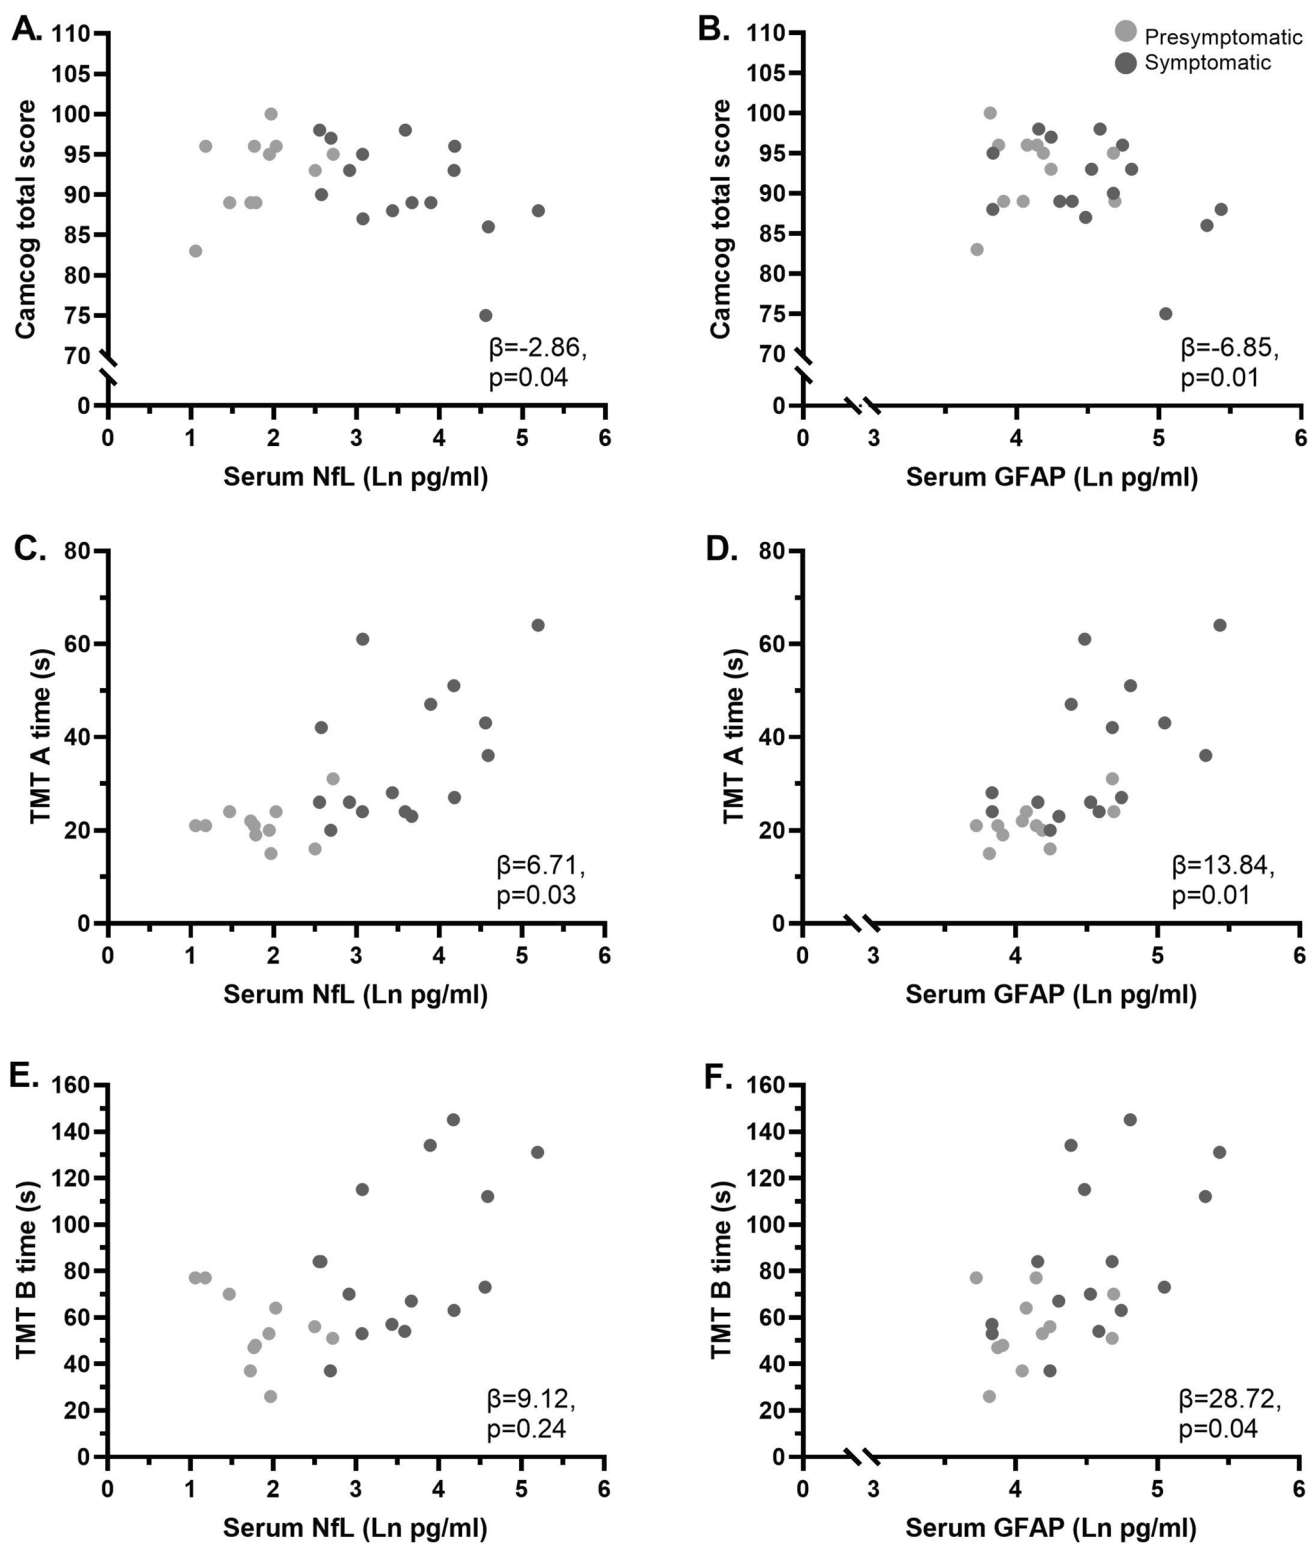 A.
110
105
100
95
90
85
80
75
70
0
Camcog total score
β=-2.86,
p=0.04
0 1 2 3 4 5 6
Serum NfL (Ln pg/ml)
B.
Presymptomatic
Symptomatic
110
105
100
95
90
85
80
75
70
0
Camcog total score
β=-6.85,
p=0.01
0 3 4 5 6
Serum GFAP (Ln pg/ml)
C.
80
60
40
20
0
TMT A time (s)
β=6.71,
p=0.03
0 1 2 3 4 5 6
Serum NfL (Ln pg/ml)
D.
80
60
40
20
0
TMT A time (s)
β=13.84,
p=0.01
0 3 4 5 6
Serum GFAP (Ln pg/ml)
E.
160
140
120
100
80
60
40
20
0
TMT B time (s)
β=9.12,
p=0.24
0 1 2 3 4 5 6
Serum NfL (Ln pg/ml)
F.
160
140
120
100
80
60
40
20
0
TMT B time (s)
β=28.72,
p=0.04
0 3 4 5 6
Serum GFAP (Ln pg/ml)